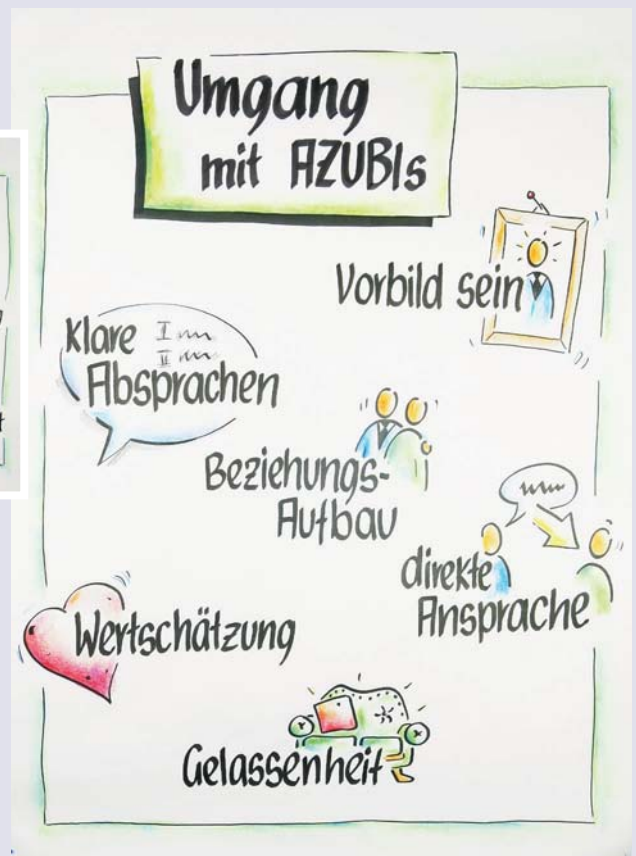 Umgang
mit AZUBIs
Vorbild sein
Klare
Absprachen
Beziehungs-
Aufbau
direkte
Ansprache
Wertschätzung
Gelassenheit